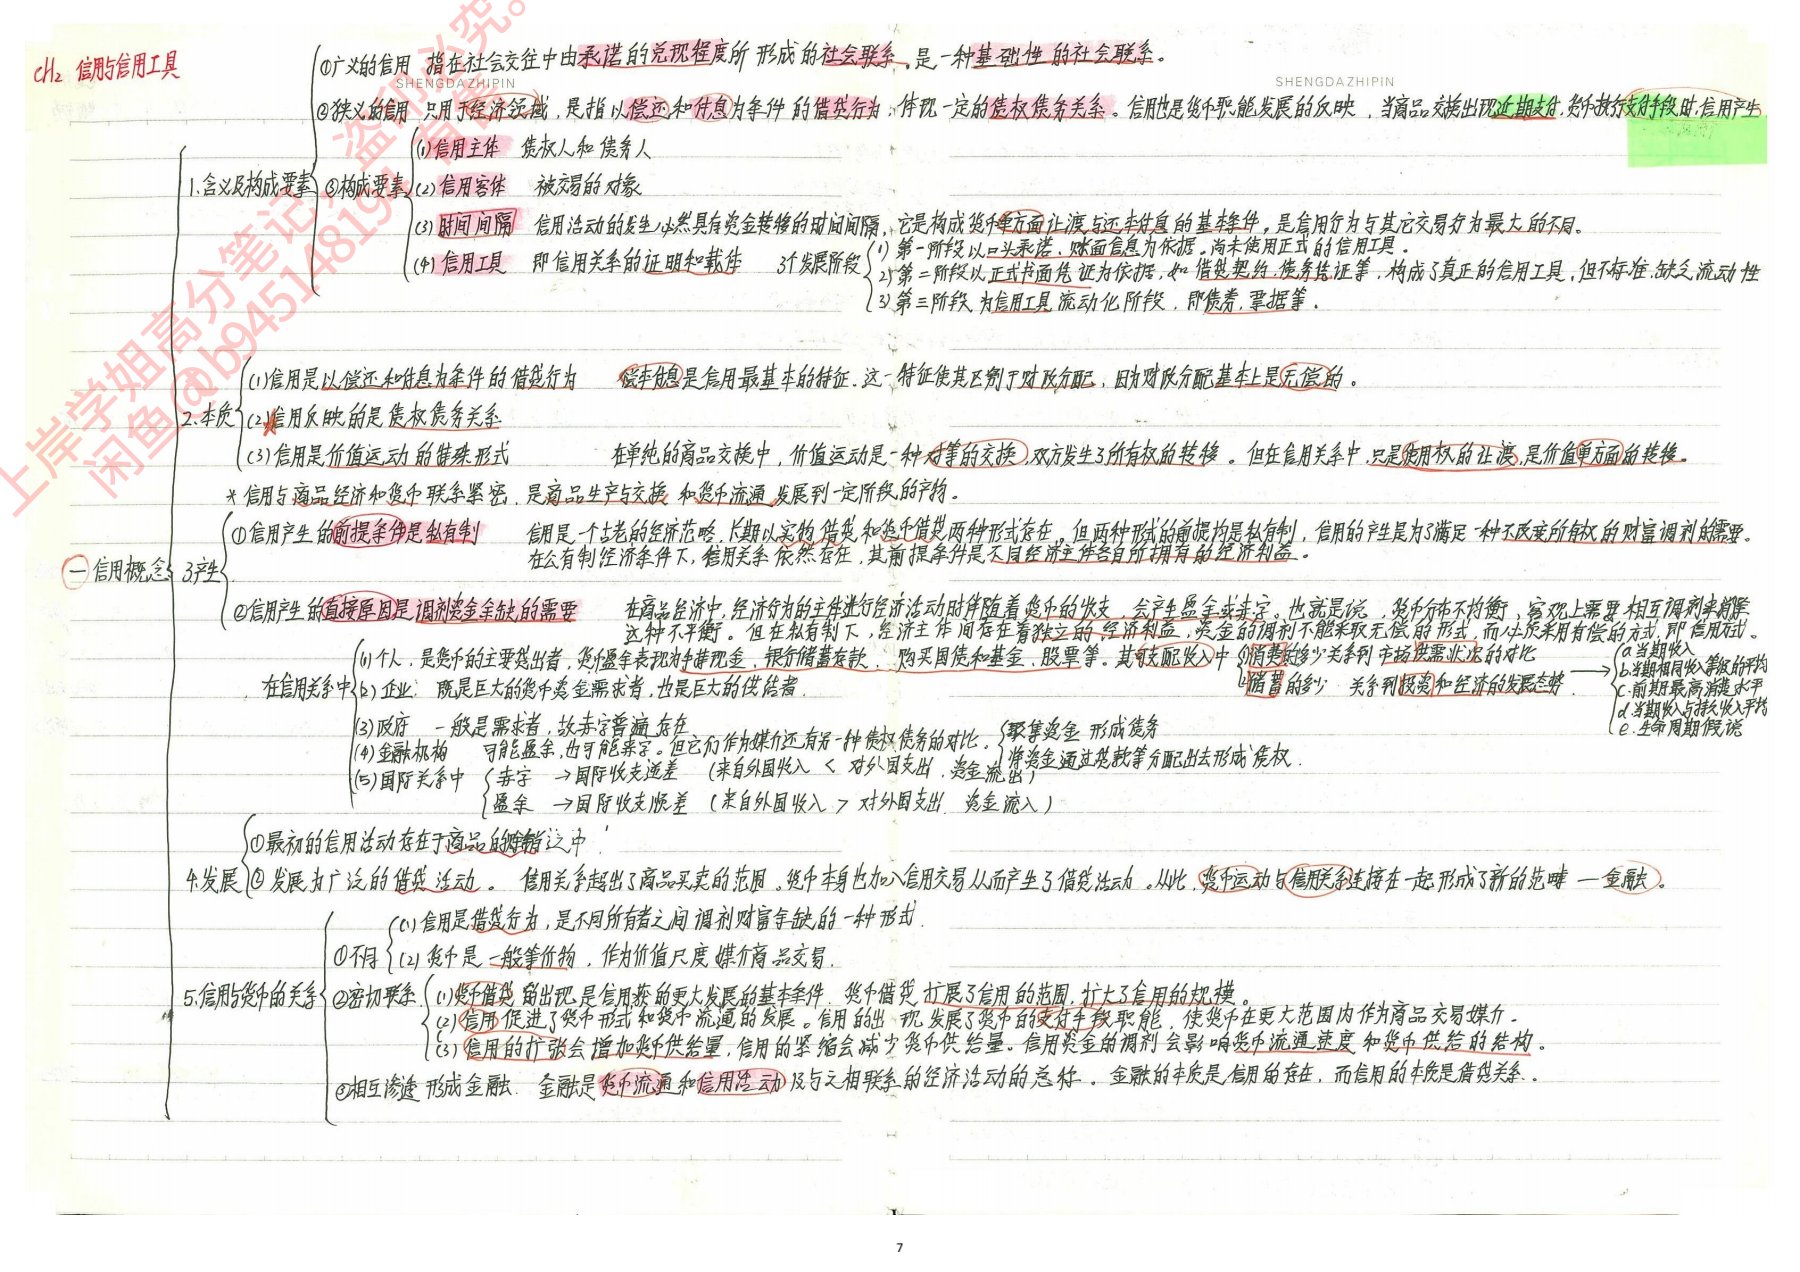 CH2 信用与信用工具
①广义的信用 指在社会交往中由承诺的兑现程度所形成的社会联系,是一种基础性的社会联系。
SHENGDAZHIPIN
SHENGDAZHIPIN
②狭义的信用 只用于经济领域,是指以偿还和付息为条件的借贷行为,体现一定的债权债务关系。信用也是货币职能发展的反映,当商品交换出现延期支付,货币执行支付手段时,信用产生
1.含义及构成要素
③构成要素
(1)信用主体 债权人和债务人
(2)信用客体 被交易的对象
(3)时间间隔 信用活动的发生必然具有资金转移的时间间隔,它是构成货币单方面让渡与还本付息的基本条件,是信用行为与其它交易行为最大的不同。
(4)信用工具 即信用关系的证明和载体 3个发展阶段
1)第一阶段以口头承诺,账面信息为依据。尚未使用正式的信用工具.
2)第二阶段以正式书面凭证为依据,如借贷契约,债务凭证等,构成了真正的信用工具,但不标准.缺乏流动性
3)第三阶段为信用工具流动化阶段,即债券,票据等.
2.本质
(1)信用是以偿还和付息为条件的借贷行为 偿本付息是信用最基本的特征.这一特征使其区别于财政分配,因为财政分配基本上是无偿的。
(2)信用反映的是债权债务关系
(3)信用是价值运动的特殊形式 在单纯的商品交换中,价值运动是一种对等的交换,双方发生了所有权的转移。但在信用关系中,只是使用权的让渡,是价值单方面的转移。
*信用与商品经济和货币联系紧密,是商品生产与交换和货币流通发展到一定阶段的产物。
一 信用概念
3产生
①信用产生的前提条件是私有制 信用是一个古老的经济范畴,长期以实物借贷和货币借贷两种形式存在。但两种形式的前提均是私有制,信用的产生是为了满足一种不改变所有权的财富调剂的需要。
在公有制经济条件下,信用关系依然存在,其前提条件是不同经济主体各自所拥有的经济利益。
②信用产生的直接原因是调剂资金余缺的需要 在商品经济中,经济行为的主体进行经济活动时伴随着货币的收支,会产生盈余或赤字。也就是说,货币分布不均衡,客观上需要相互调剂来解决
这种不平衡。但在私有制下,经济主体间存在着独立的经济利益,资金的调剂不能采取无偿的形式,而必须采用有偿的方式,即信用方式。
在信用关系中
(1)个人,是货币的主要贷出者,货币盈余表现为手持现金,银行储蓄存款,购买国债和基金,股票等。其可支配收入中
1)消费的多少关系到市场供需状况的对比
2)储蓄的多少 关系到投资和经济的发展态势
a.当期收入
b.当期相同收入等级的平均
c.前期最高消费水平
d.当期收入与持久收入平均
e.生命周期假说
(2)企业 既是巨大的货币资金需求者,也是巨大的供给者.
(3)政府 一般是需求者,故赤字普遍存在
(4)金融机构 可能盈余,也可能赤字。但它们作为媒介还有另一种债权债务的对比.
聚集资金 形成债务
将资金通过贷款等分配出去形成债权.
(5)国际关系中
赤字 →国际收支逆差 (来自外国收入 < 对外国支出,资金流出)
盈余 →国际收支顺差 (来自外国收入 > 对外国支出 资金流入)
4.发展
①最初的信用活动存在于商品的赊销之中.
②发展为广泛的借贷活动。 信用关系超出了商品买卖的范围。货币本身也加入信用交易从而产生了借贷活动。从此,货币运动与信用关系连接在一起形成了新的范畴 — 金融。
5.信用与货币的关系
①不同
(1)信用是借贷行为,是不同所有者之间调剂财富余缺的一种形式.
(2)货币是一般等价物,作为价值尺度媒介商品交易.
②密切联系
(1)货币借贷的出现是信用获的更大发展的基本条件.货币借贷扩展了信用的范围,扩大了信用的规模。
(2)信用促进了货币形式和货币流通的发展。信用的出现发展了货币的支付手段职能,使货币在更大范围内作为商品交易媒介.
(3)信用的扩张会增加货币供给量,信用的紧缩会减少货币供给量。信用资金的调剂会影响货币流通速度和货币供给的结构。
③相互渗透形成金融.金融是货币流通和信用活动以及与之相联系的经济活动的总称。金融的本质是信用的存在,而信用的本质是借贷关系.
上岸学姐高分笔记,盗印必究。
闲鱼@b94514819
7